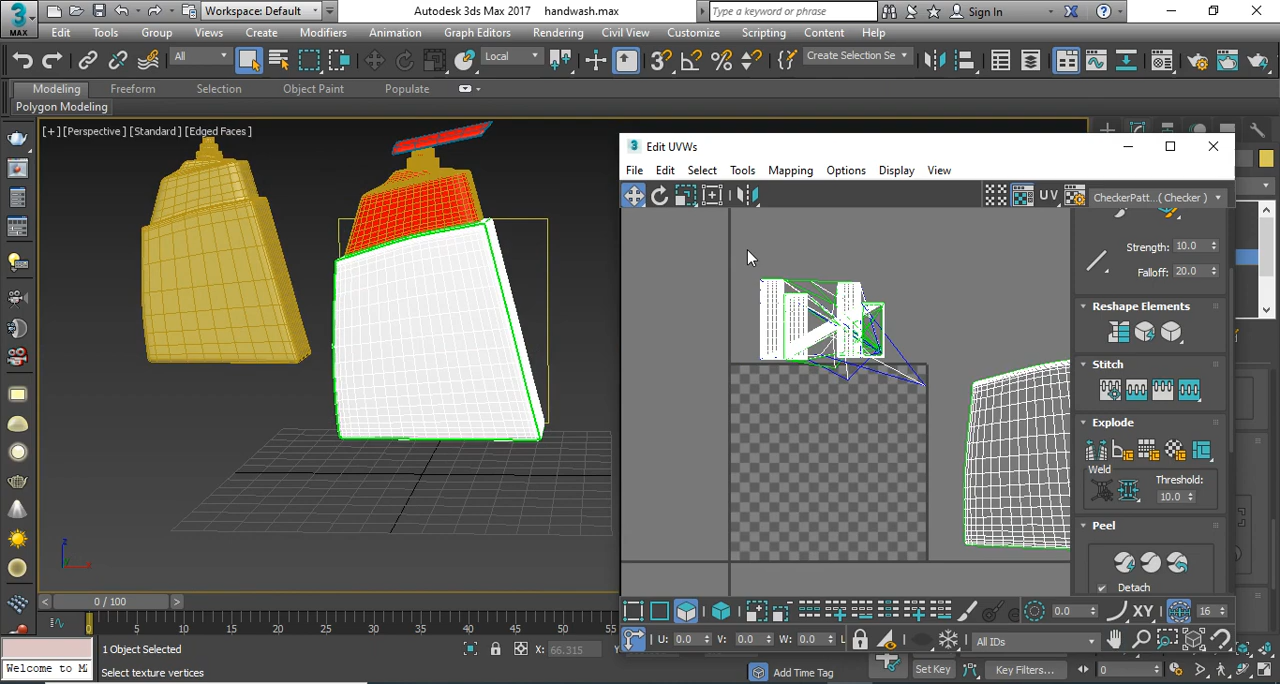 3 Workspace: Default Autodesk 3ds Max 2017 handwash.max Type a keyword or phrase Sign In
MAX Edit Tools Group Views Create Modifiers Animation Graph Editors Rendering Civil View Customize Scripting Content Help
All Local Create Selection Se
Modeling Freeform Selection Object Paint Populate
Polygon Modeling
[+] [Perspective] [Standard] [Edged Faces]
3 Edit UVWs
File Edit Select Tools Mapping Options Display View
UV CheckerPatt...( Checker )
Strength: 10.0
Falloff: 20.0
Reshape Elements
Stitch
Explode
Weld Threshold:
10.0
Peel
Detach
0.0 XY 16
U: 0.0 V: 0.0 W: 0.0 L All IDs
< 0 / 100 >
0 5 10 15 20 25 30 35 40 45 50 55
1 Object Selected X: 66.315
Welcome to M Select texture vertices Add Time Tag Set Key Key Filters... 0